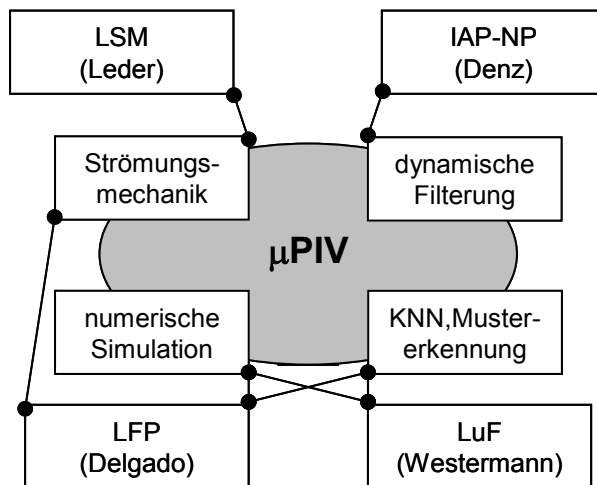 LSM
(Leder)
IAP-NP
(Denz)
Strömungs-
mechanik
dynamische
Filterung
μPIV
numerische
Simulation
KNN,Muster-
erkennung
LFP
(Delgado)
LuF
(Westermann)